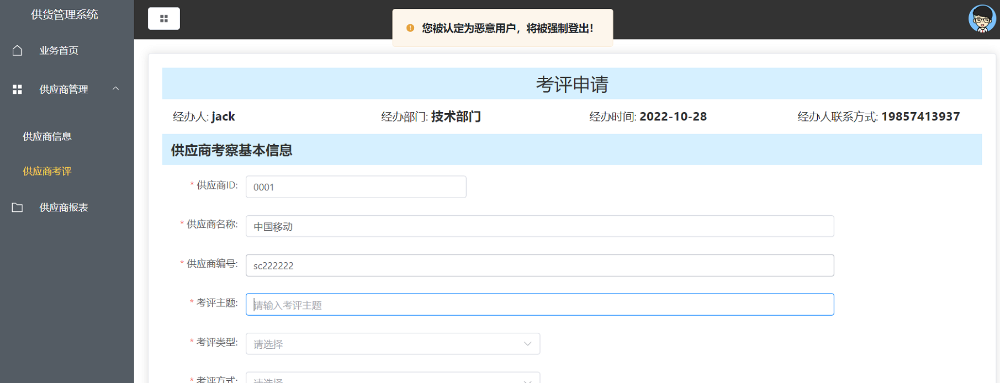 供货管理系统
业务首页
供应商管理
供应商信息
供应商考评
供应商报表
您被认定为恶意用户，将被强制登出！
考评申请
经办人: jack 经办部门: 技术部门 经办时间: 2022-10-28 经办人联系方式: 19857413937
供应商考察基本信息
* 供应商ID: 0001
* 供应商名称: 中国移动
* 供应商编号: sc222222
* 考评主题: 请输入考评主题
* 考评类型: 请选择
* 考评方式: 请选择